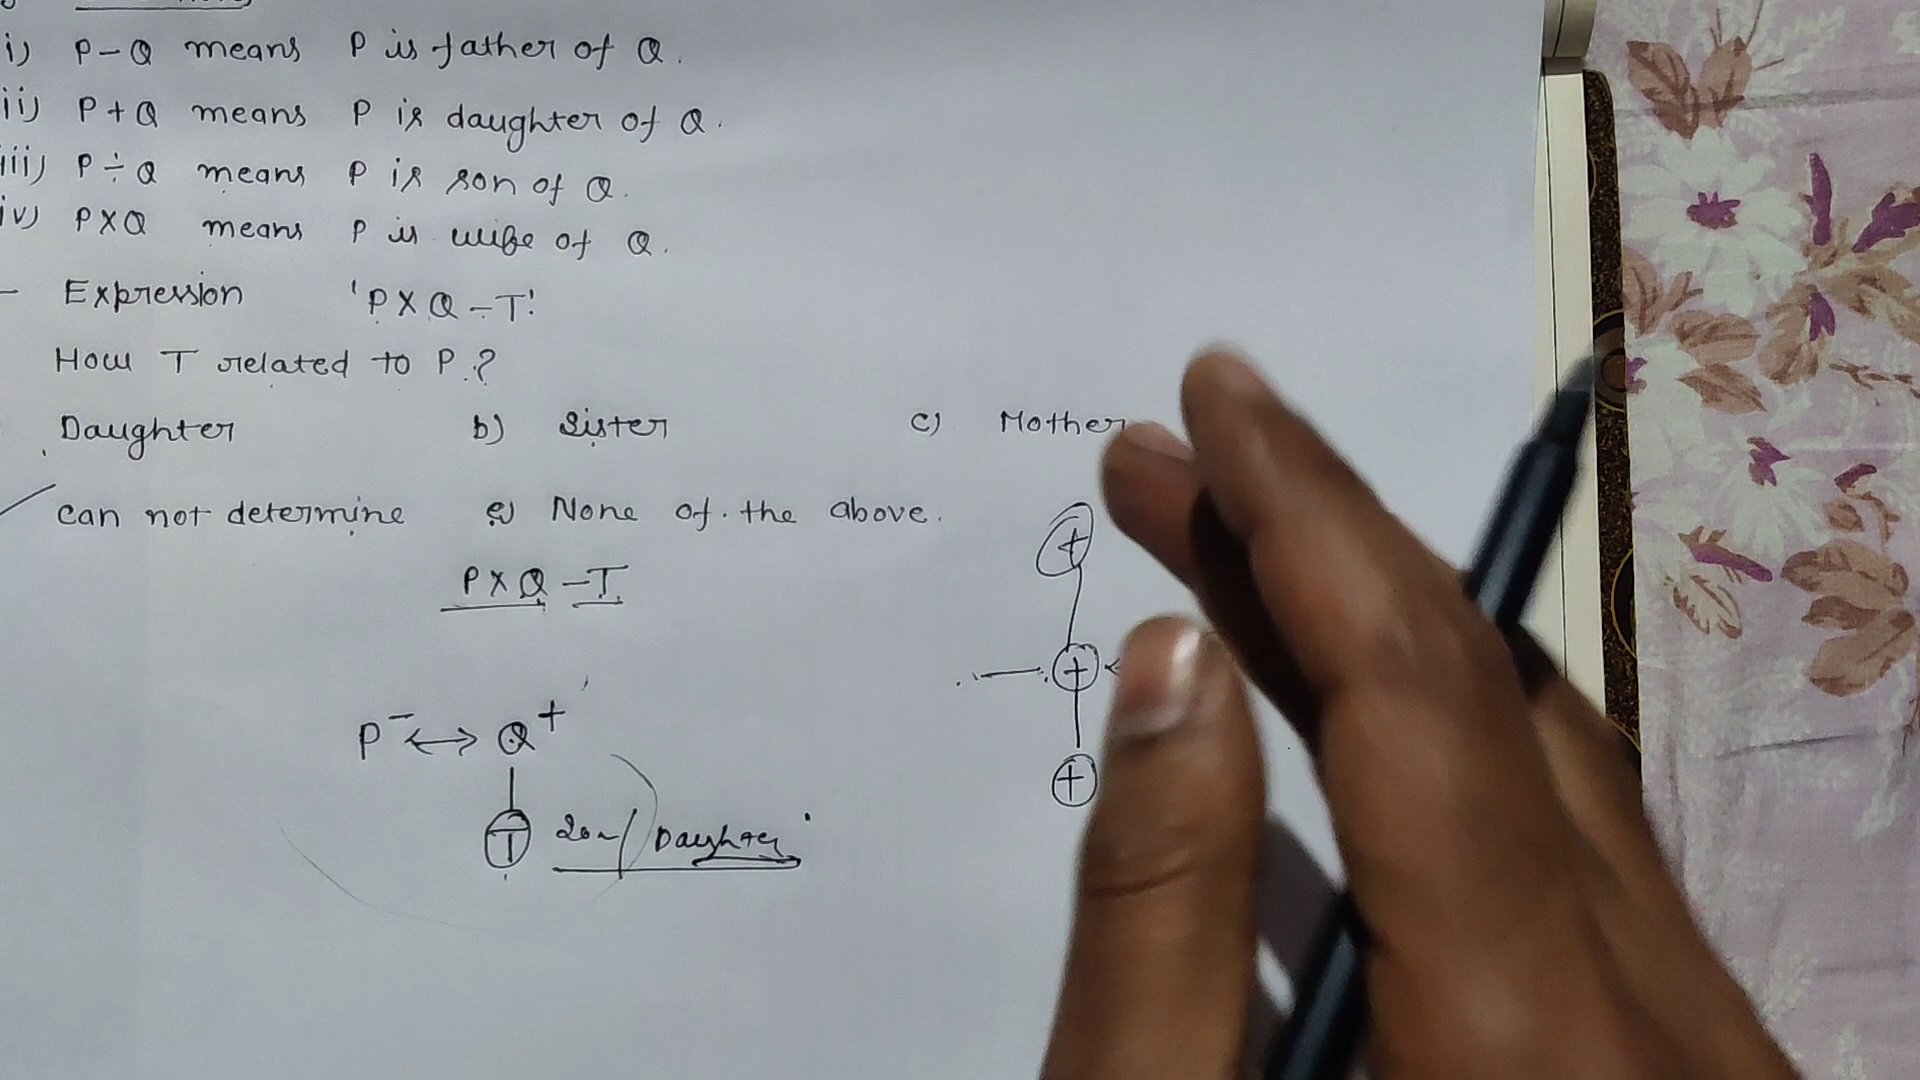 i) P - Q means P is father of Q.
ii) P + Q means P is daughter of Q.
iii) P ÷ Q means P is son of Q.
iv) P X Q means P is wife of Q.
- Expression 'P X Q - T'
How T related to P.?
Daughter b) Sister c) Mother
can not determine e) None of the above.
P X Q - T
P⁻ ↔ Q⁺
T son/Daughter